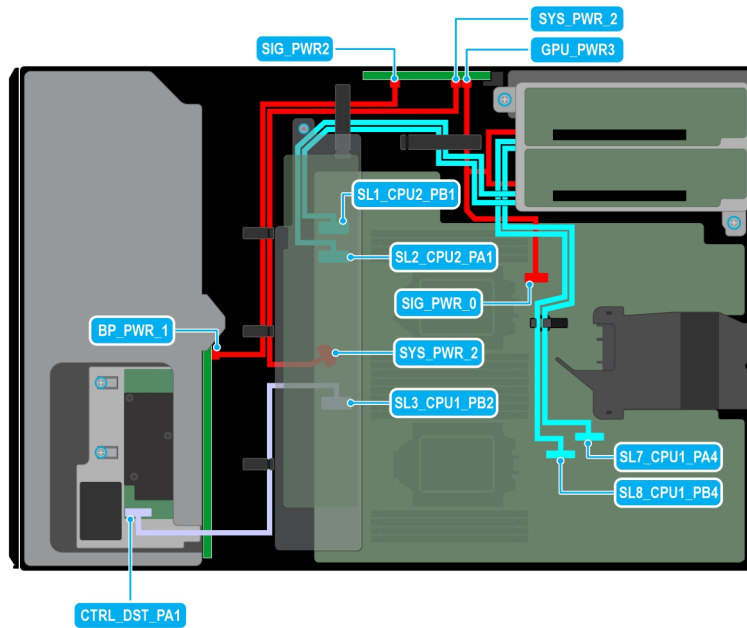 SYS_PWR_2
SIG_PWR2
GPU_PWR3
SL1_CPU2_PB1
SL2_CPU2_PA1
SIG_PWR_0
BP_PWR_1
SYS_PWR_2
SL3_CPU1_PB2
SL7_CPU1_PA4
SL8_CPU1_PB4
CTRL_DST_PA1